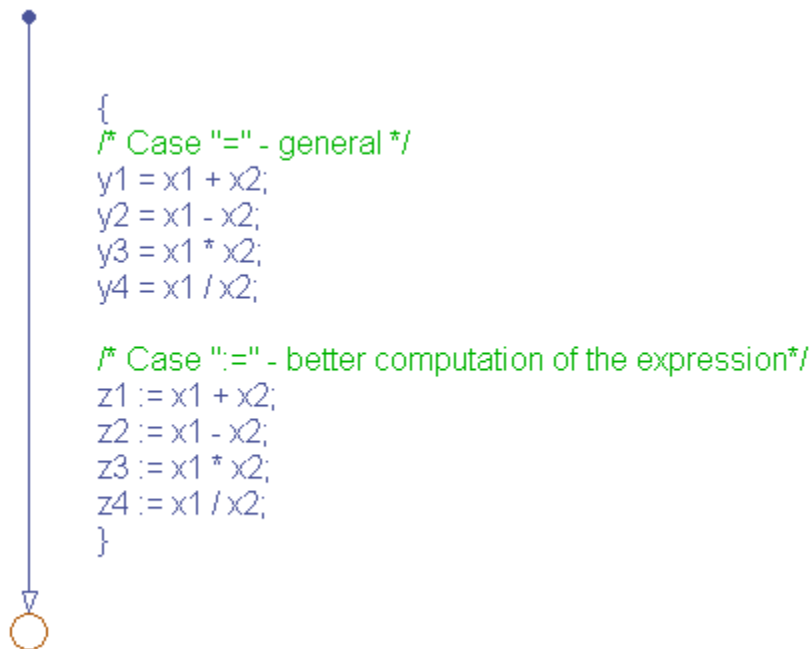 {
/* Case "=" - general */
y1 = x1 + x2;
y2 = x1 - x2;
y3 = x1 * x2;
y4 = x1 / x2;
/* Case ":=" - better computation of the expression*/
z1 := x1 + x2;
z2 := x1 - x2;
z3 := x1 * x2;
z4 := x1 / x2;
}